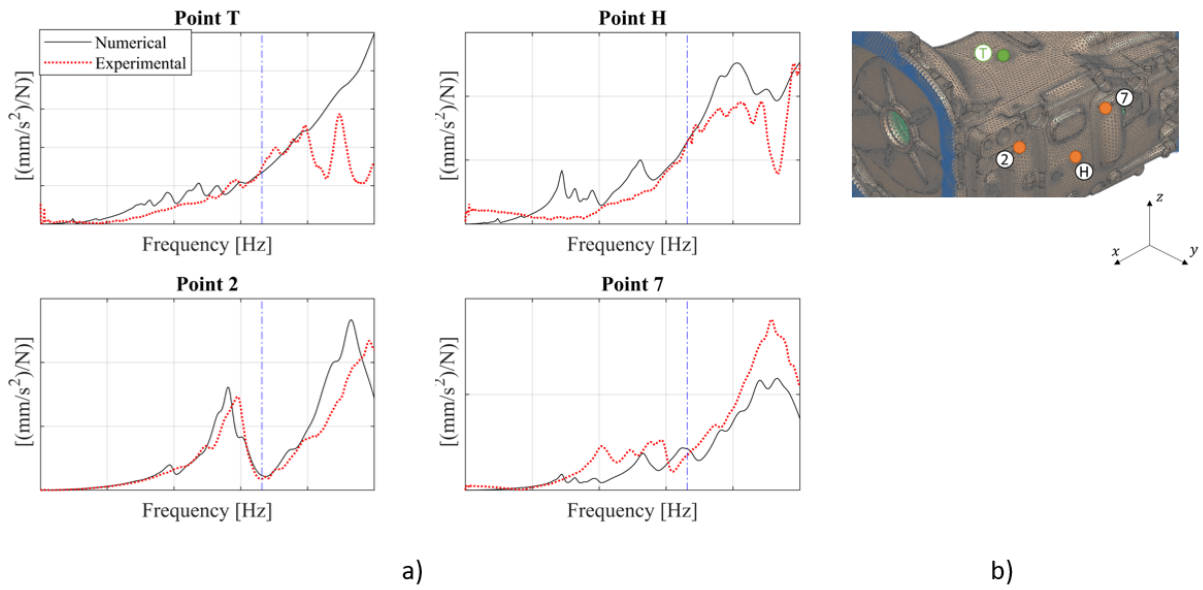 Point T
Numerical
Experimental
[(mm/s²)/N)]
Frequency [Hz]
Point H
[(mm/s²)/N)]
Frequency [Hz]
T
7
2
H
z
x
y
Point 2
[(mm/s²)/N)]
Frequency [Hz]
Point 7
[(mm/s²)/N)]
Frequency [Hz]
a)
b)